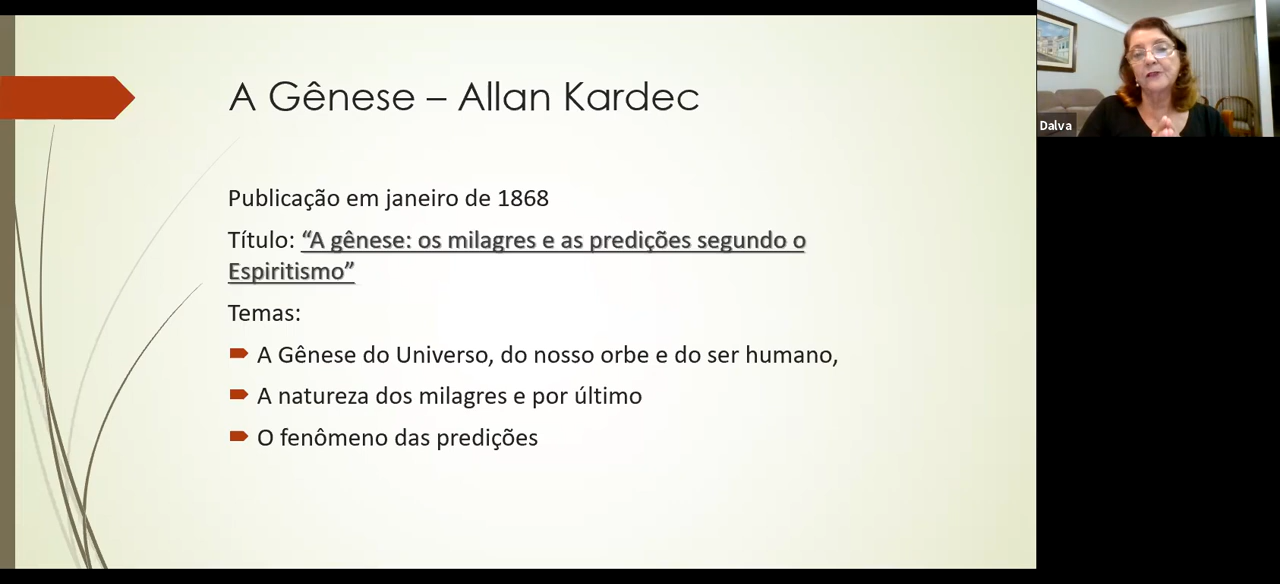 A Gênese – Allan Kardec
Publicação em janeiro de 1868
Título: “A gênese: os milagres e as predições segundo o
Espiritismo”
Temas:
A Gênese do Universo, do nosso orbe e do ser humano,
A natureza dos milagres e por último
O fenômeno das predições
Dalva